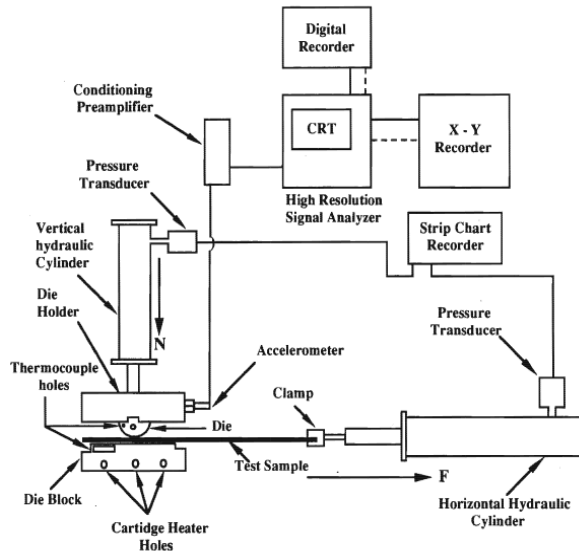 Digital
Recorder
Conditioning
Preamplifier
CRT
X - Y
Recorder
High Resolution
Signal Analyzer
Pressure
Transducer
Strip Chart
Recorder
Vertical
hydraulic
Cylinder
Die
Holder
N
Pressure
Transducer
Thermocouple
holes
Accelerometer
Clamp
Die
Test Sample
F
Die Block
Cartidge Heater
Holes
Horizontal Hydraulic
Cylinder